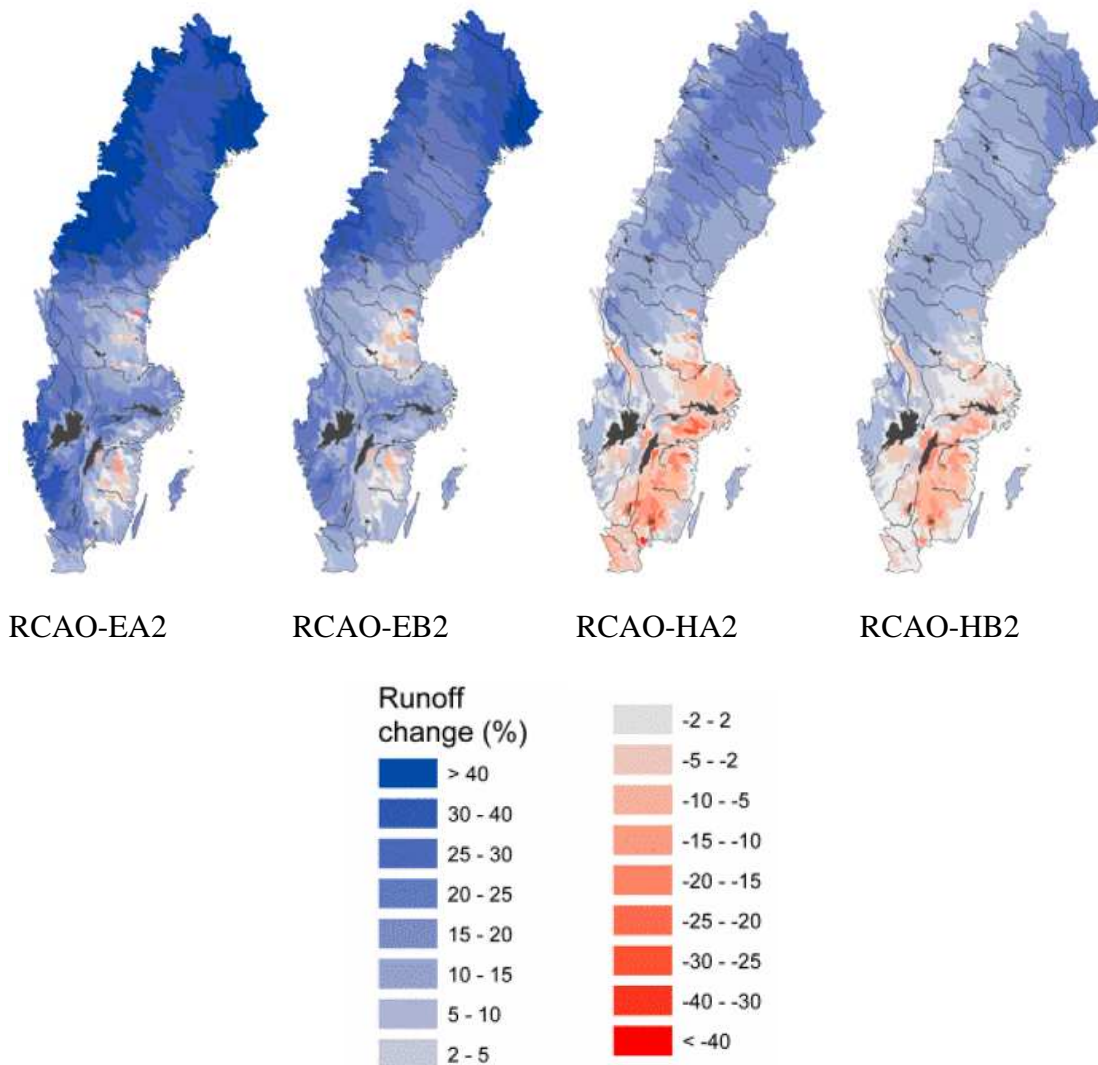 RCAO-EA2 RCAO-EB2 RCAO-HA2 RCAO-HB2
Runoff
change (%)
> 40
30 - 40
25 - 30
20 - 25
15 - 20
10 - 15
5 - 10
2 - 5
-2 - 2
-5 - -2
-10 - -5
-15 - -10
-20 - -15
-25 - -20
-30 - -25
-40 - -30
< -40